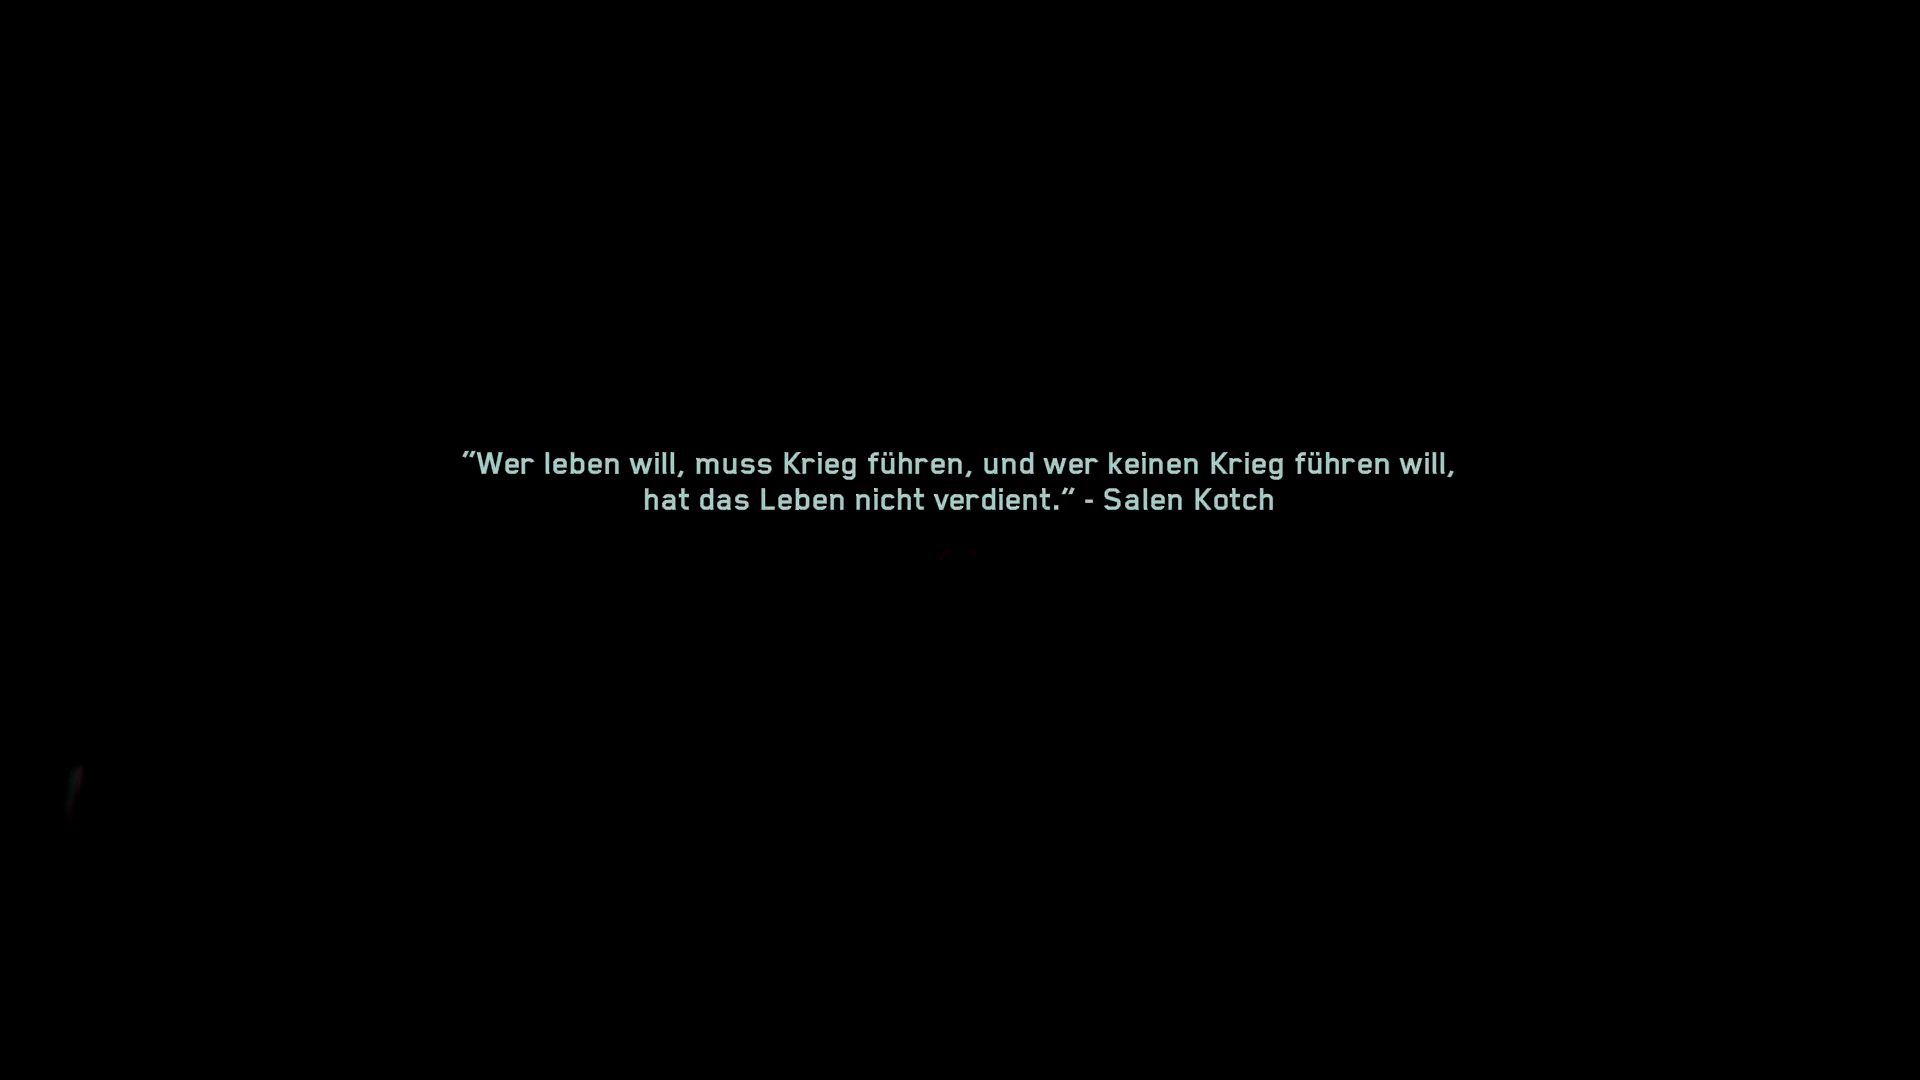 "Wer leben will, muss Krieg führen, und wer keinen Krieg führen will,
hat das Leben nicht verdient." - Salen Kotch